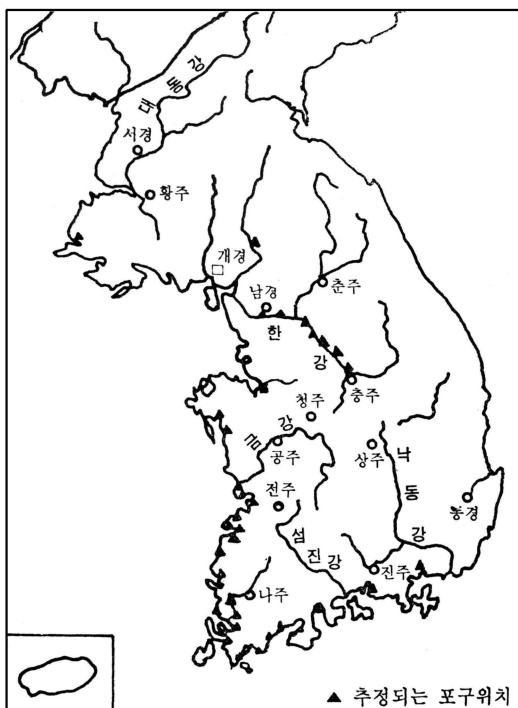 대동강
서경
황주
개경
남경
춘주
한강
충주
청주
금강
공주
상주
낙동강
전주
동경
섬진강
진주
나주
▲ 추정되는 포구위치